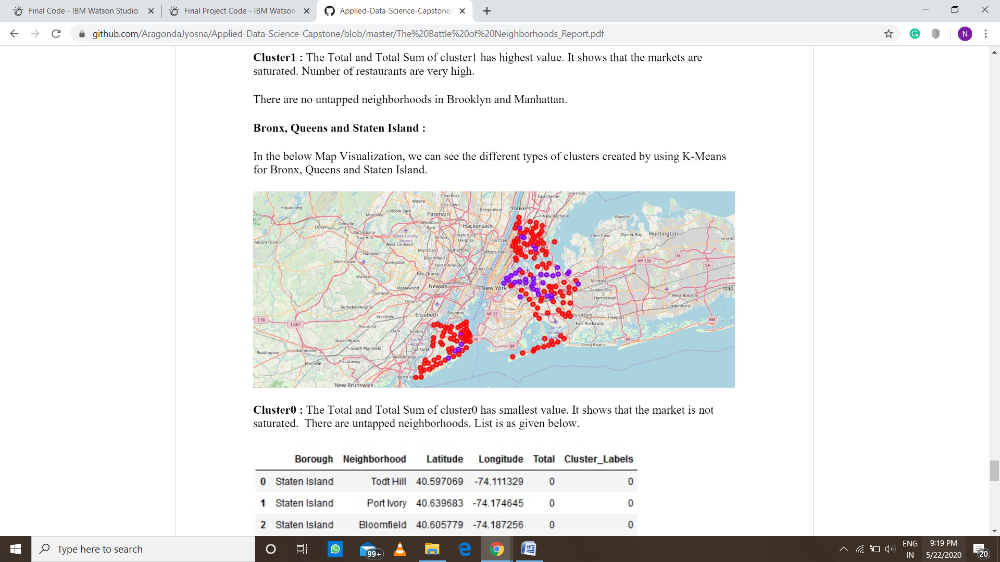 Final Code - IBM Watson Studio
Final Project Code - IBM Watson
Applied-Data-Science-Capstone/
github.com/AragondaJyosna/Applied-Data-Science-Capstone/blob/master/The%20Battle%20of%20Neighborhoods_Report.pdf
N
Cluster1 : The Total and Total Sum of cluster1 has highest value. It shows that the markets are
saturated. Number of restaurants are very high.
There are no untapped neighborhoods in Brooklyn and Manhattan.
Bronx, Queens and Staten Island :
In the below Map Visualization, we can see the different types of clusters created by using K-Means
for Bronx, Queens and Staten Island.
Glen Rock
Harrison
Eastchester
Wayne
Fair Lawn
Hopatcong
Yonkers
Lincoln Park
Bergenfield
Montville
Paterson
New Rochelle
Bayville
Woodland
Park
Denville
Dover
Hackensack
Parsippany-
Troy Hills
Essex County
Airport
Clifton
Hasbrouck
Heights
Fort Lee
Glen Cove
Oyster Bay
Huntington
Mount Olive
West Caldwell
Montclair
Rutherford
Cliffside Park
Hanover
Bloomfield
N
NY 135
SA
Morristown
Livingston
North Arlington
Union City
East Orange
Madison
Mineola
Maplewood
Newark
New York
Garden City
Islip
Summit
Hempstead
West Babylon
Union
Berkeley Heights
Lindenhurst
Elizabeth
Bayonne
NY 27
Westfield
Freeport
I 78
I 287
RM
East Rockaway
Plainfield
Clark
Linden
John F
Green Brook
Linden
Airport
78
M
BP
Long Beach
South Plainfield
Carteret
Readington
Somerville
Woodbridge
Manville
Piscataway
New Brunswick
Cluster0 : The Total and Total Sum of cluster0 has smallest value. It shows that the market is not
saturated.  There are untapped neighborhoods. List is as given below.
Borough Neighborhood Latitude Longitude Total Cluster_Labels
0 Staten Island Todt Hill 40.597069 -74.111329 0 0
1 Staten Island Port Ivory 40.639683 -74.174645 0 0
2 Staten Island Bloomfield 40.605779 -74.187256 0 0
Type here to search
99+
ENG
IN
9:19 PM
5/22/2020
20